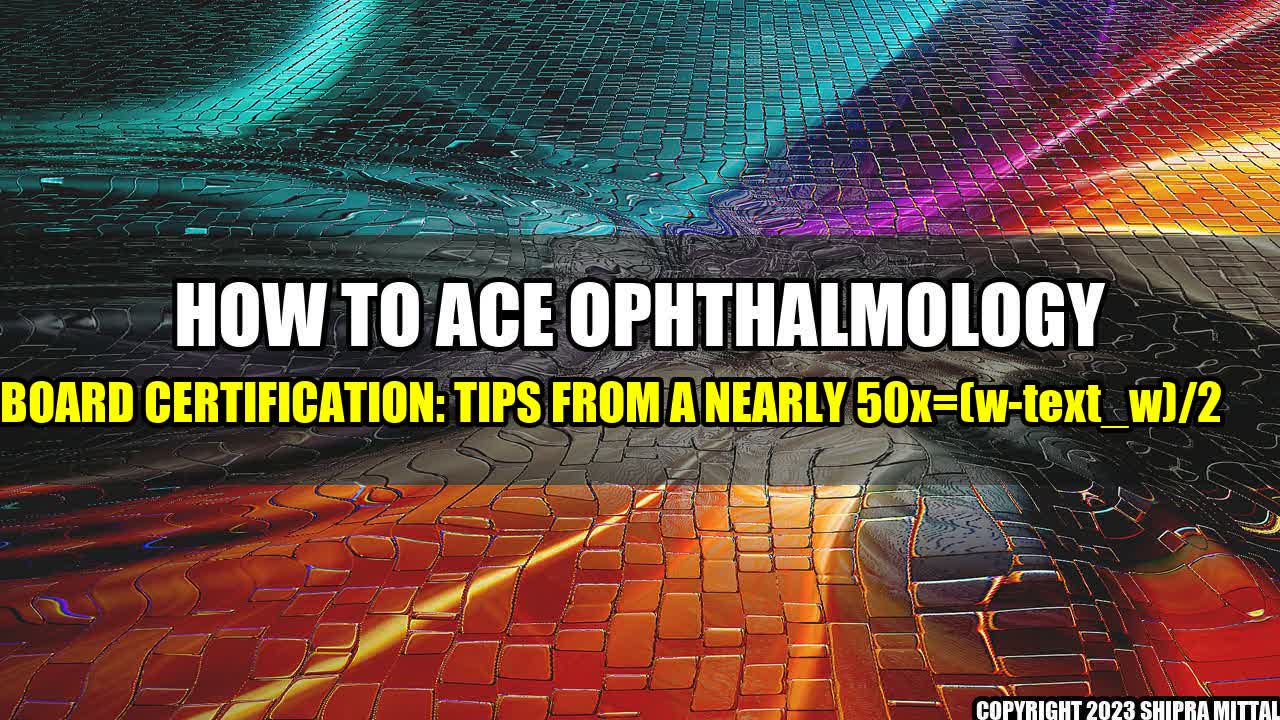 HOW TO ACE OPHTHALMOLOGY
BOARD CERTIFICATION: TIPS FROM A NEARLY 50x=(w-text_w)/2
COPYRIGHT 2023 SHIPRA MITTAL